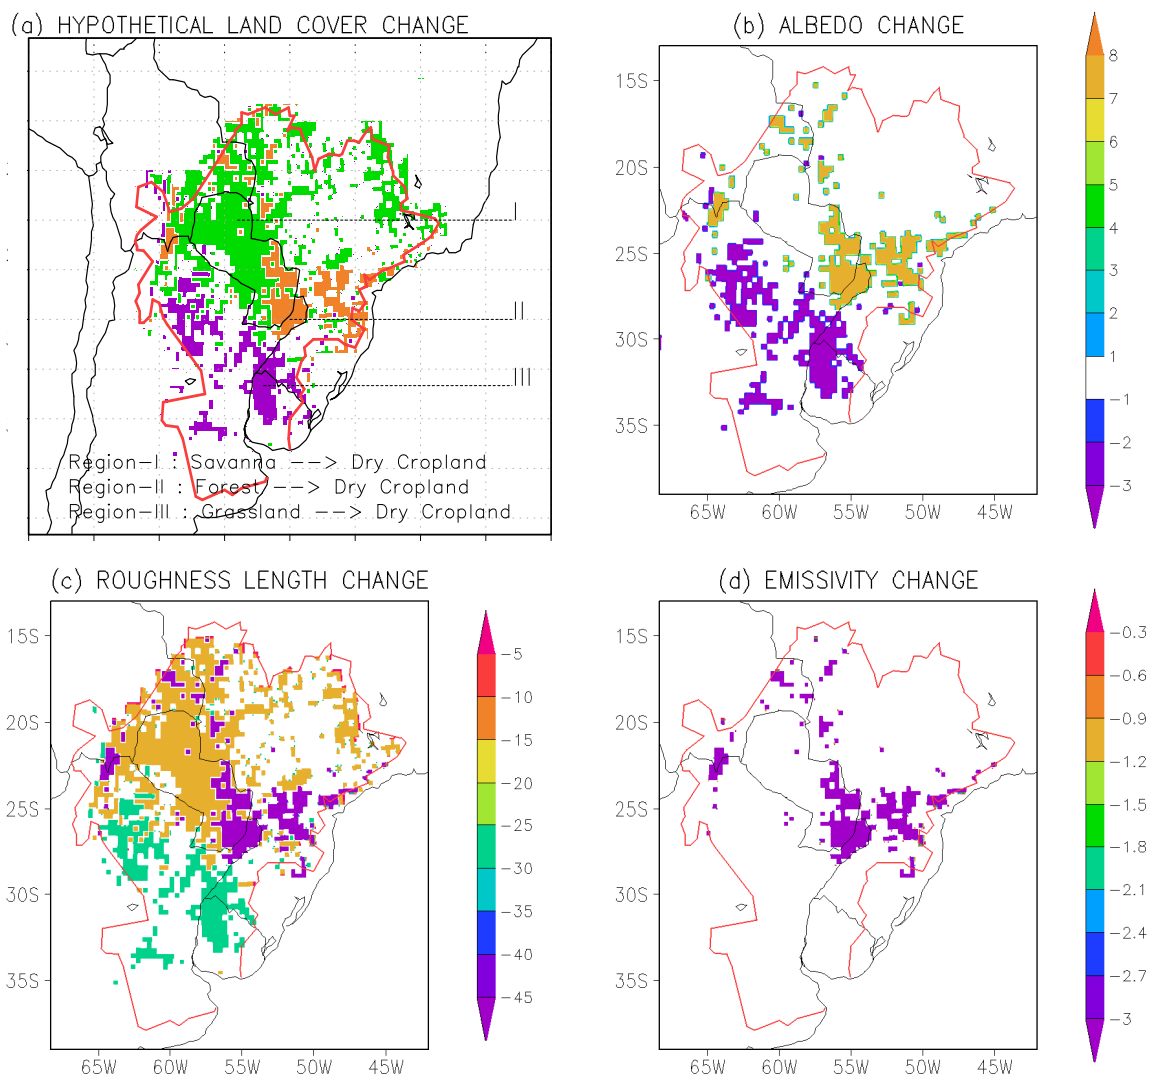 (a) HYPOTHETICAL LAND COVER CHANGE
I
II
III
Region-I : Savanna --> Dry Cropland
Region-II : Forest --> Dry Cropland
Region-III : Grassland --> Dry Cropland
(b) ALBEDO CHANGE
15S
20S
25S
30S
35S
65W 60W 55W 50W 45W
8
7
6
5
4
3
2
2
1
-1
-2
-3
(c) ROUGHNESS LENGTH CHANGE
15S
20S
25S
30S
35S
65W 60W 55W 50W 45W
-5
-10
-15
-20
-25
-30
-35
-40
-45
(d) EMISSIVITY CHANGE
15S
20S
25S
30S
35S
65W 60W 55W 50W 45W
-0.3
-0.6
-0.9
-1.2
-1.5
-1.8
-2.1
-2.4
-2.7
-3